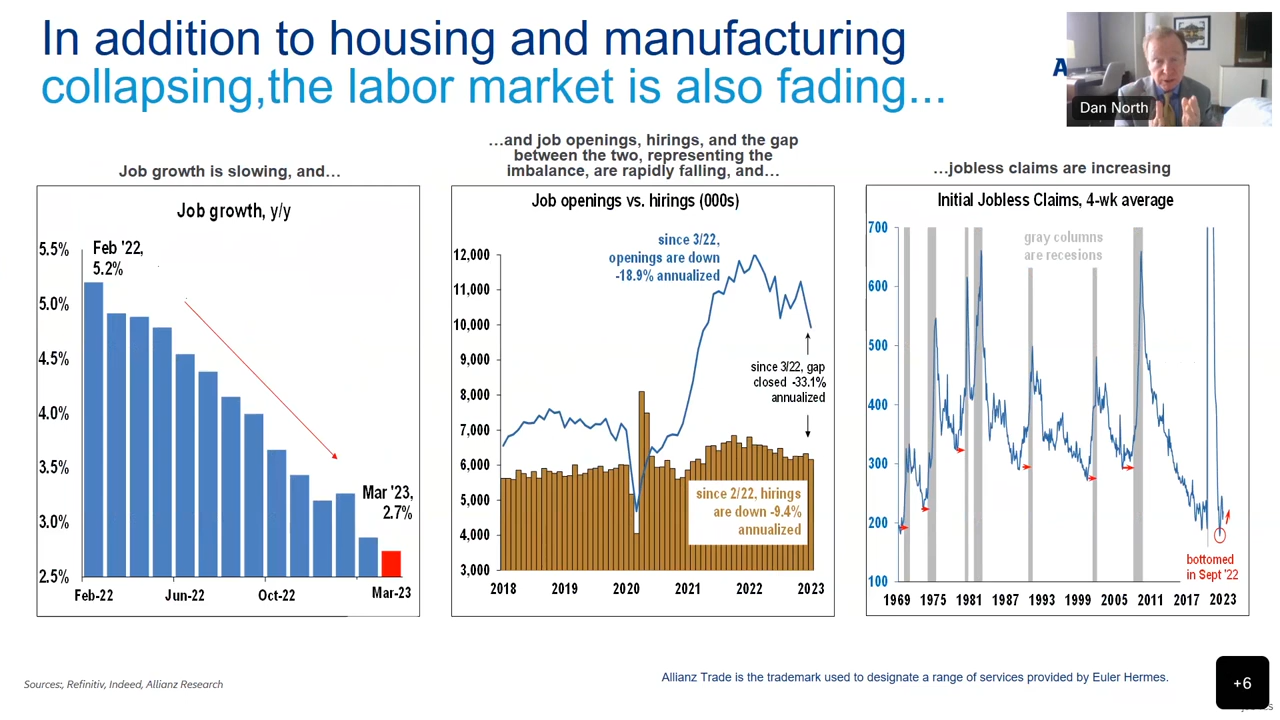 In addition to housing and manufacturing
collapsing,the labor market is also fading...
A
Dan North
Job growth is slowing, and…
Job growth, y/y
5.5%
5.0%
4.5%
4.0%
3.5%
3.0%
2.5%
Feb '22,
5.2%
Mar '23,
2.7%
Feb-22
Jun-22
Oct-22
Mar-23
…and job openings, hirings, and the gap
between the two, representing the
imbalance, are rapidly falling, and…
Job openings vs. hirings (000s)
12,000
11,000
10,000
9,000
8,000
7,000
6,000
5,000
4,000
3,000
since 3/22,
openings are down
-18.9% annualized
since 3/22, gap
closed -33.1%
annualized
since 2/22, hirings
are down -9.4%
annualized
2018
2019
2020
2021
2022
2023
…jobless claims are increasing
Initial Jobless Claims, 4-wk average
700
600
500
400
300
200
100
gray columns
are recesions
bottomed
in Sept '22
1969
1975
1981
1987
1993
1999
2005
2011
2017
2023
Sources:, Refinitiv, Indeed, Allianz Research
Allianz Trade is the trademark used to designate a range of services provided by Euler Hermes.
+6